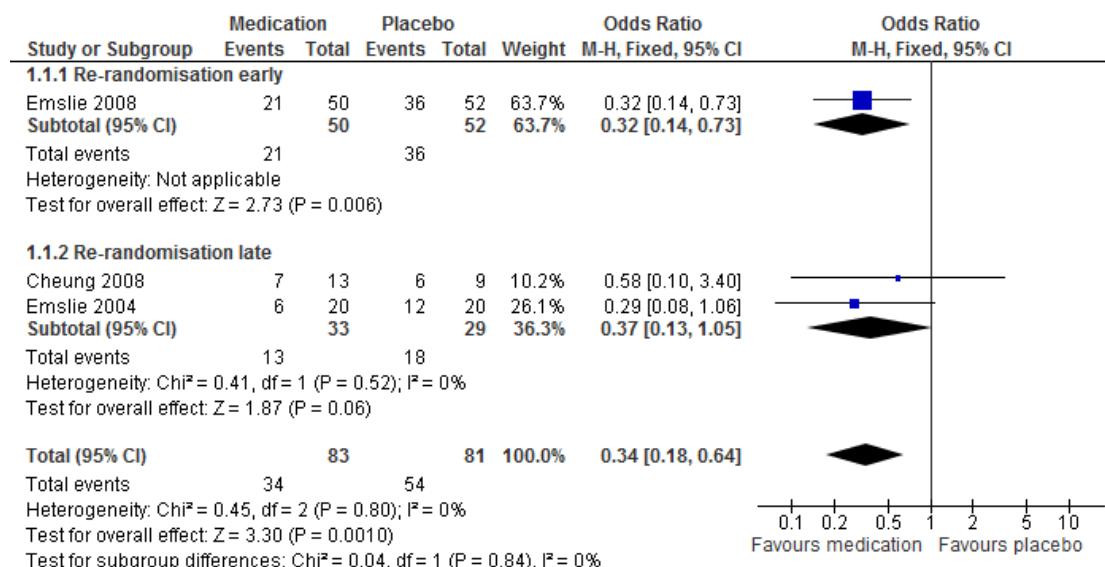 Medication Placebo Odds Ratio Odds Ratio
Study or Subgroup Events Total Events Total Weight M-H, Fixed, 95% CI M-H, Fixed, 95% CI
1.1.1 Re-randomisation early
Emslie 2008 21 50 36 52 63.7% 0.32 [0.14, 0.73]
Subtotal (95% CI) 50 52 63.7% 0.32 [0.14, 0.73]
Total events 21 36
Heterogeneity: Not applicable
Test for overall effect: Z = 2.73 (P = 0.006)
1.1.2 Re-randomisation late
Cheung 2008 7 13 6 9 10.2% 0.58 [0.10, 3.40]
Emslie 2004 6 20 12 20 26.1% 0.29 [0.08, 1.06]
Subtotal (95% CI) 33 29 36.3% 0.37 [0.13, 1.05]
Total events 13 18
Heterogeneity: Chi² = 0.41, df = 1 (P = 0.52); I² = 0%
Test for overall effect: Z = 1.87 (P = 0.06)
Total (95% CI) 83 81 100.0% 0.34 [0.18, 0.64]
Total events 34 54
Heterogeneity: Chi² = 0.45, df = 2 (P = 0.80); I² = 0%
Test for overall effect: Z = 3.30 (P = 0.0010)
Test for subgroup differences: Chi² = 0.04, df = 1 (P = 0.84), I² = 0%
0.1 0.2 0.5 1 2 5 10
Favours medication Favours placebo